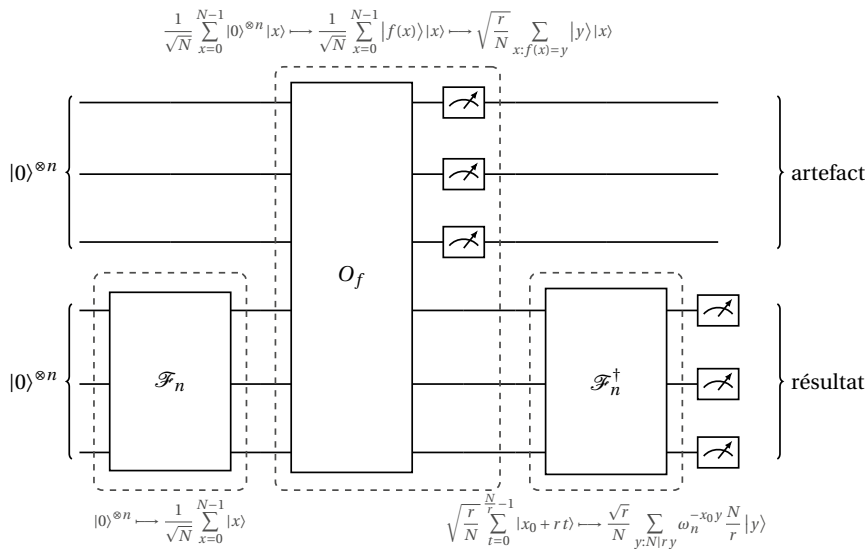 $\frac{1}{\sqrt{N}} \sum_{x=0}^{N-1} |0\rangle^{\otimes n} |x\rangle \longmapsto \frac{1}{\sqrt{N}} \sum_{x=0}^{N-1} |f(x)\rangle |x\rangle \longmapsto \sqrt{\frac{r}{N}} \sum_{x:f(x)=y} |y\rangle |x\rangle$
$|0\rangle^{\otimes n}$
artefact
$O_f$
$|0\rangle^{\otimes n}$
$\mathscr{F}_n$
$\mathscr{F}_n^{\dagger}$
résultat
$|0\rangle^{\otimes n} \longmapsto \frac{1}{\sqrt{N}} \sum_{x=0}^{N-1} |x\rangle$
$\sqrt{\frac{r}{N}} \sum_{t=0}^{\frac{N}{r}-1} |x_0 + rt\rangle \longmapsto \frac{\sqrt{r}}{N} \sum_{y:N|ry} \omega_n^{-x_0 y} \frac{N}{r} |y\rangle$